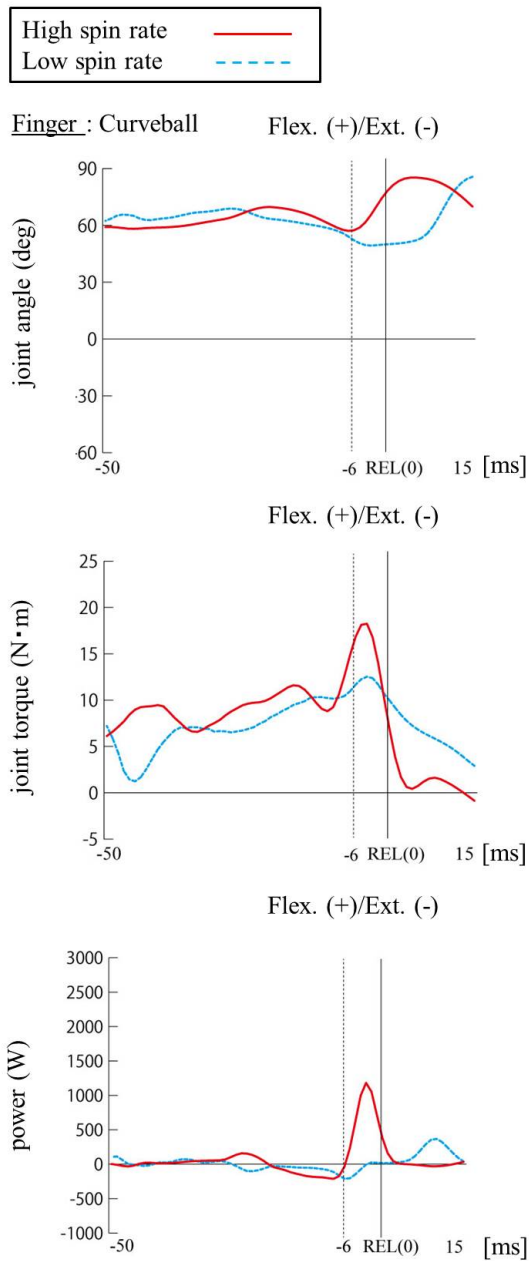 High spin rate
Low spin rate
Finger : Curveball Flex. (+)/Ext. (-)
90
60
30
0
-30
-60
joint angle (deg)
-50 -6 REL(0) 15 [ms]
Flex. (+)/Ext. (-)
25
20
15
10
5
0
-5
joint torque (N・m)
-50 -6 REL(0) 15 [ms]
Flex. (+)/Ext. (-)
3000
2500
2000
1500
1000
500
0
-500
-1000
power (W)
-50 -6 REL(0) 15 [ms]